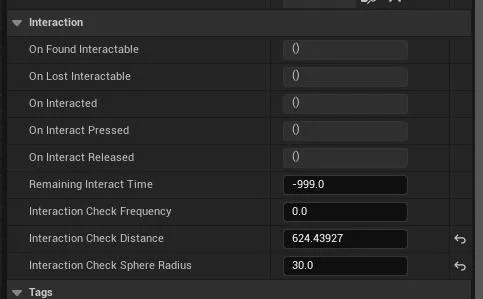 Interaction
On Found Interactable ()
On Lost Interactable ()
On Interacted ()
On Interact Pressed ()
On Interact Released ()
Remaining Interact Time -999.0
Interaction Check Frequency 0.0
Interaction Check Distance 624.43927
Interaction Check Sphere Radius 30.0
Tags